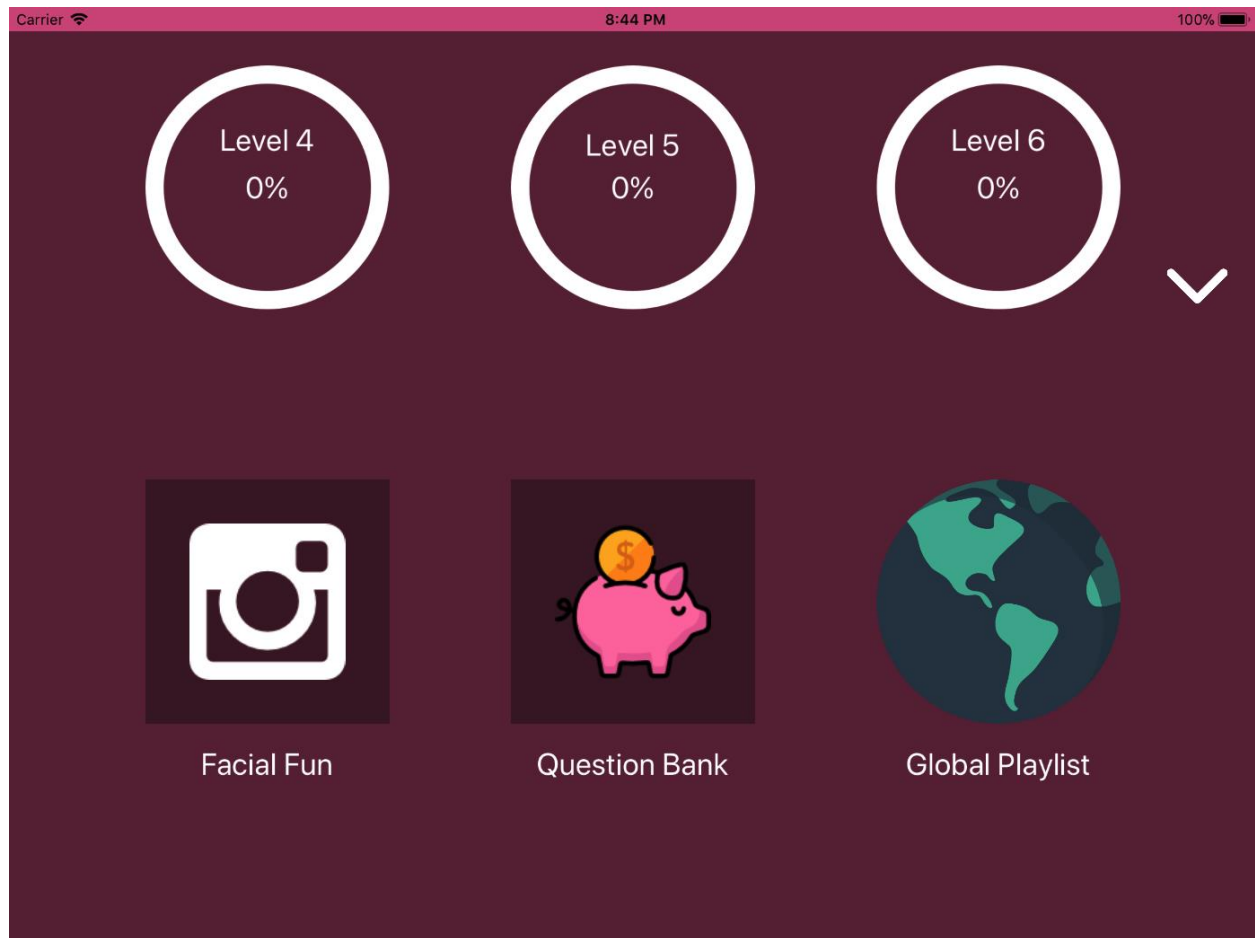 Carrier 8:44 PM 100%
Level 4 Level 5 Level 6
0% 0% 0%
$
Facial Fun Question Bank Global Playlist